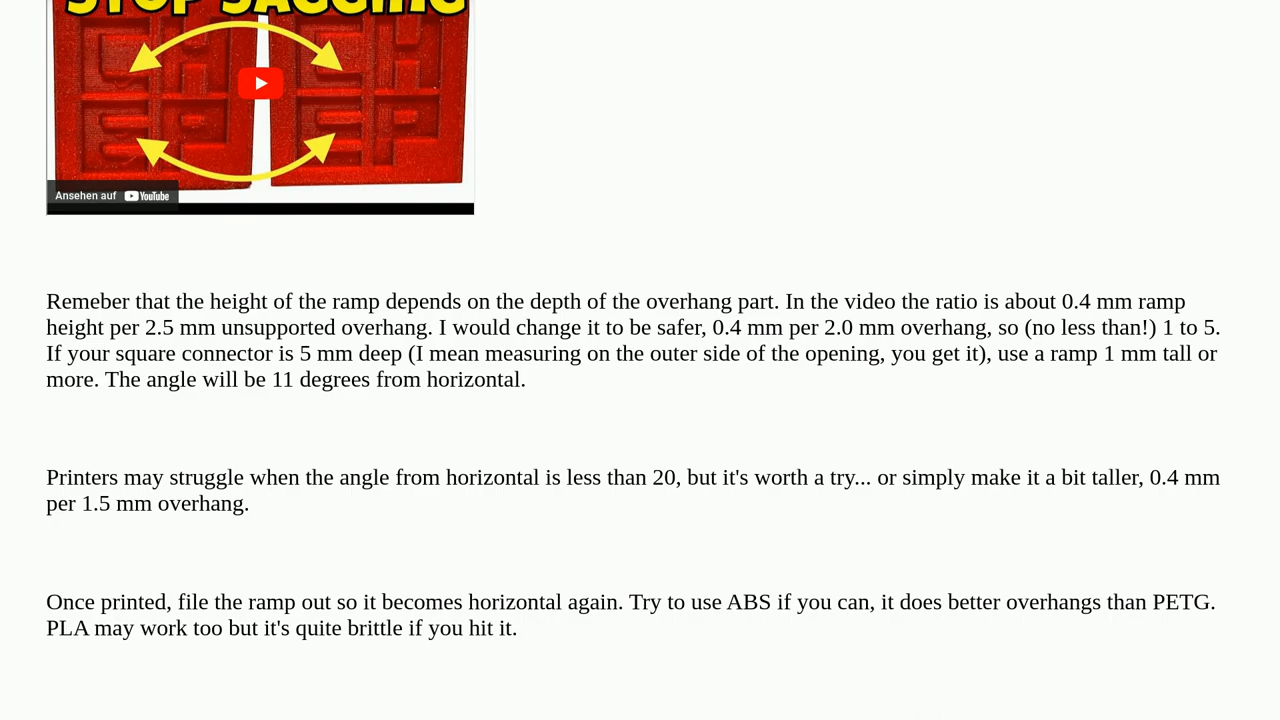 STOP SAGGING
Ansehen auf YouTube
Remeber that the height of the ramp depends on the depth of the overhang part. In the video the ratio is about 0.4 mm ramp
height per 2.5 mm unsupported overhang. I would change it to be safer, 0.4 mm per 2.0 mm overhang, so (no less than!) 1 to 5.
If your square connector is 5 mm deep (I mean measuring on the outer side of the opening, you get it), use a ramp 1 mm tall or
more. The angle will be 11 degrees from horizontal.
Printers may struggle when the angle from horizontal is less than 20, but it's worth a try... or simply make it a bit taller, 0.4 mm
per 1.5 mm overhang.
Once printed, file the ramp out so it becomes horizontal again. Try to use ABS if you can, it does better overhangs than PETG.
PLA may work too but it's quite brittle if you hit it.